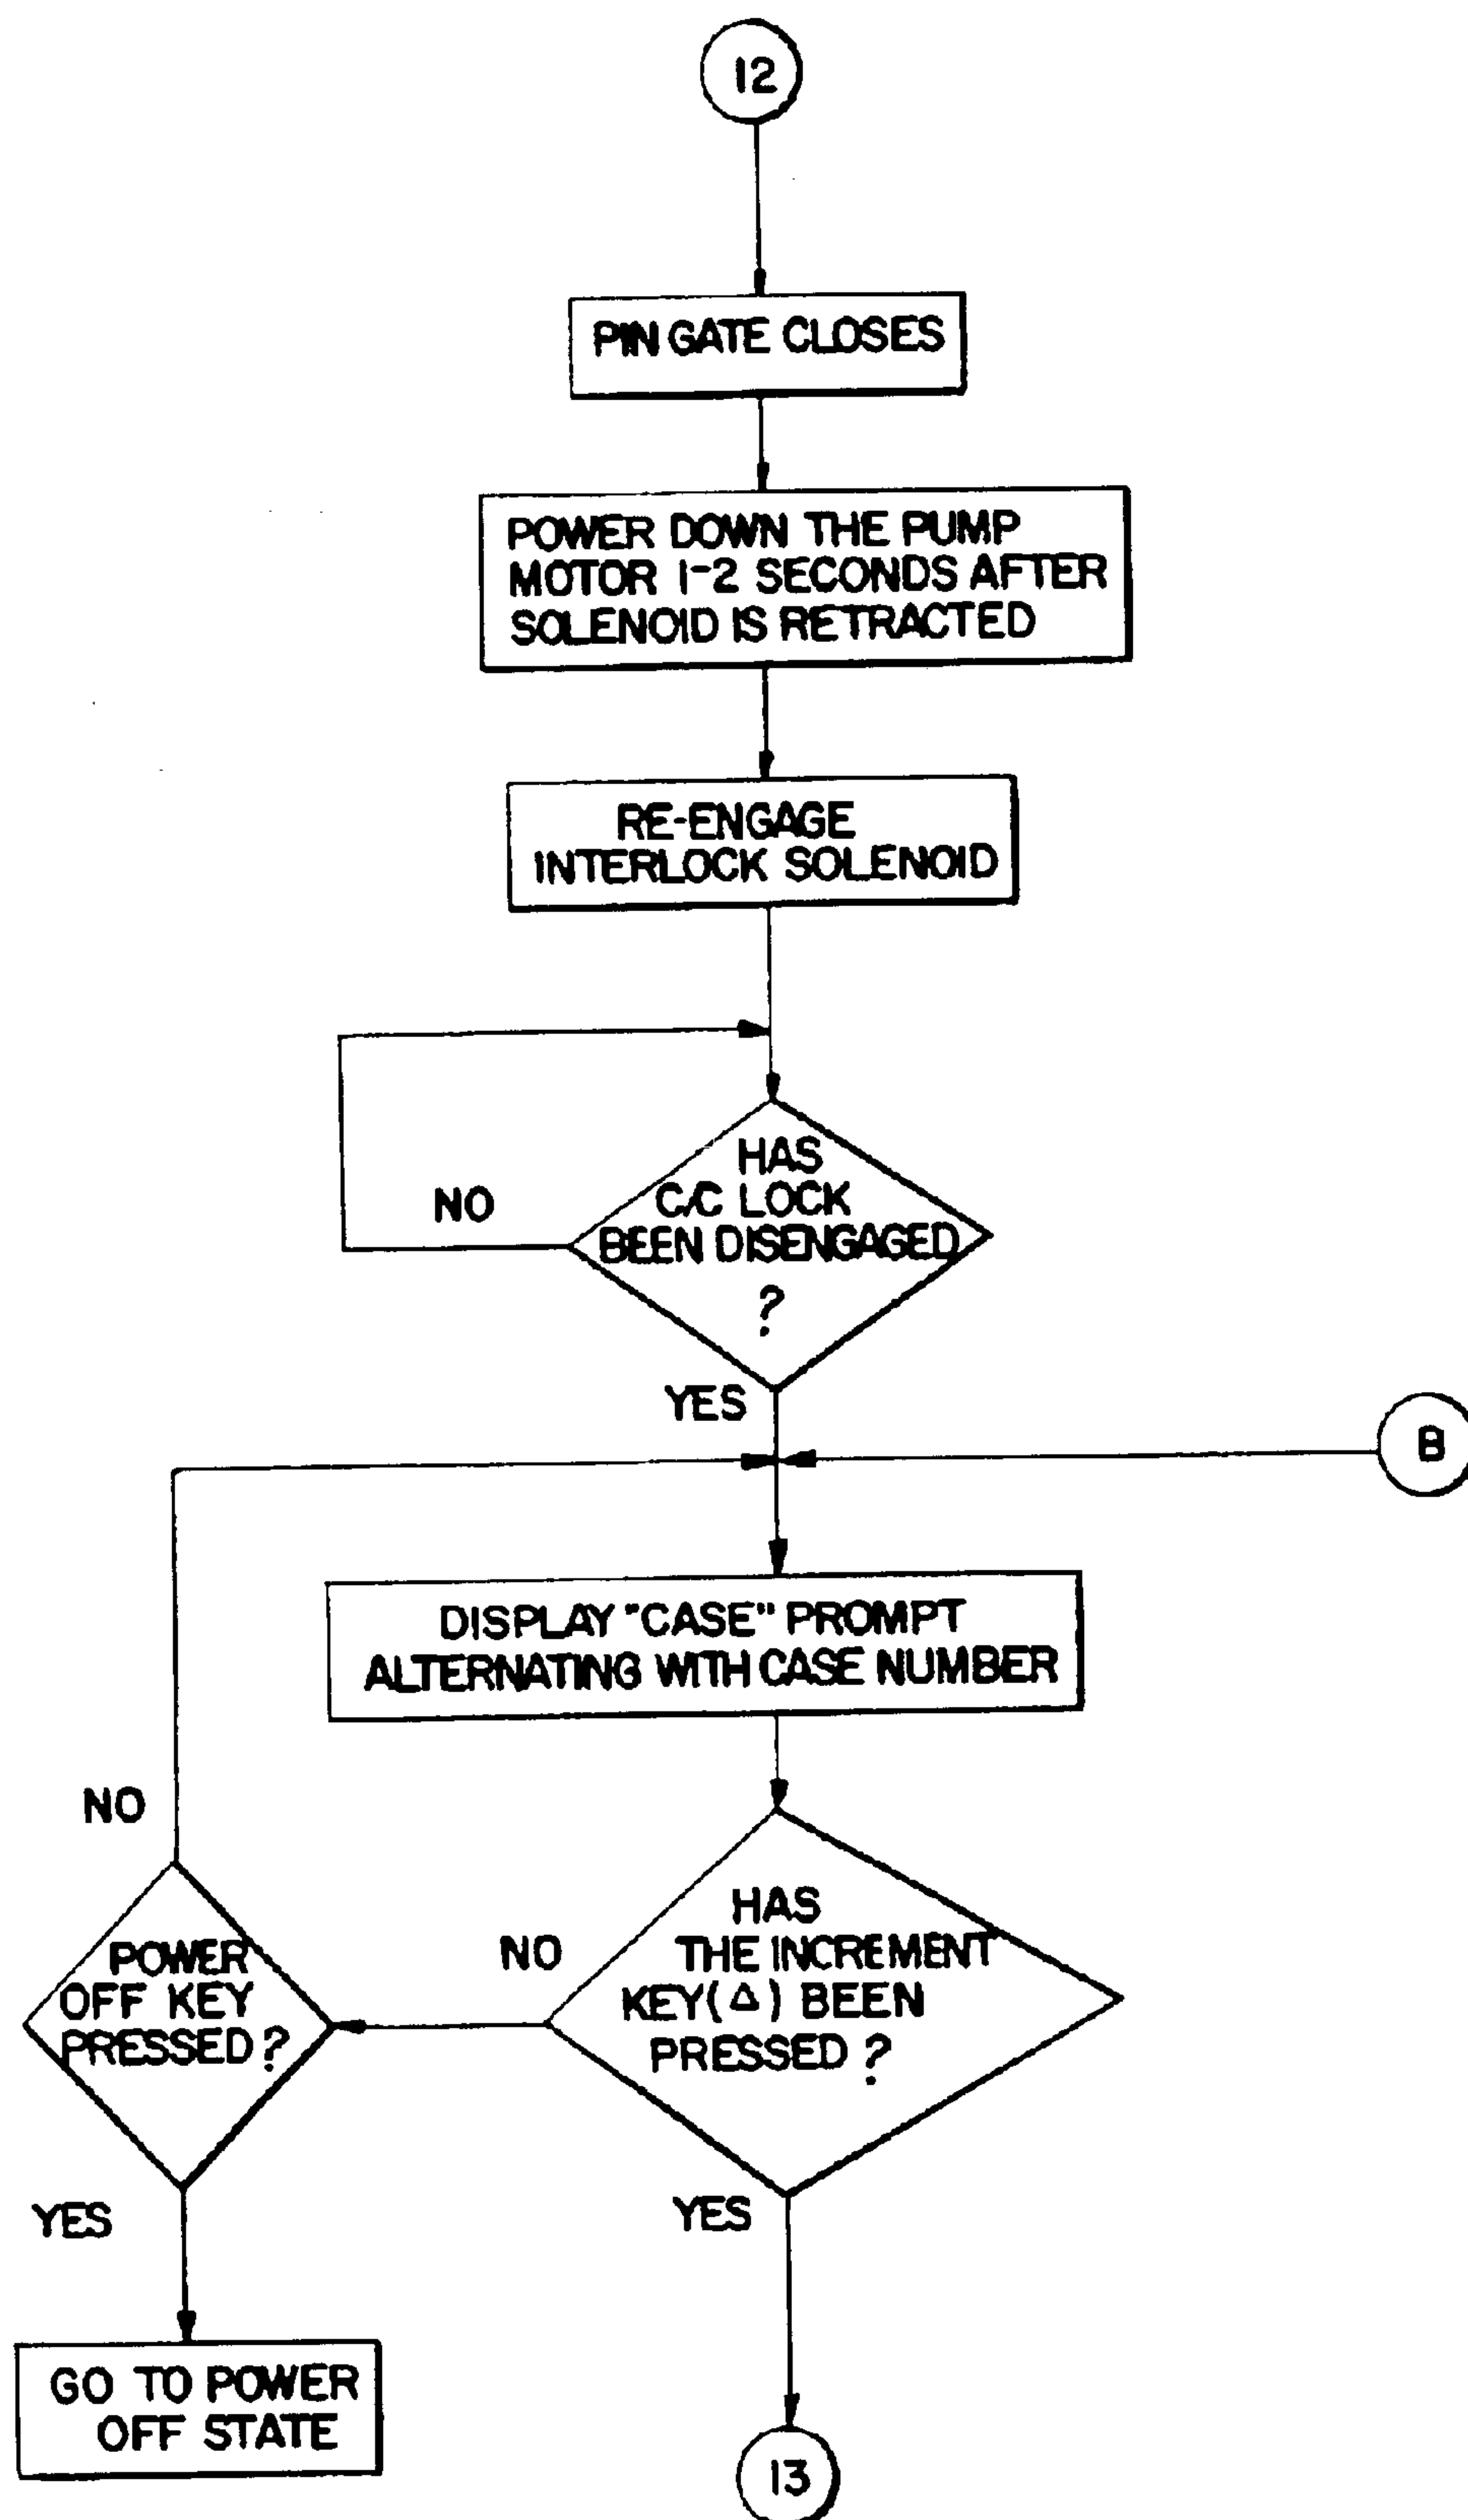 12
PIN GATE CLOSES
POWER DOWN THE PUMP
MOTOR 1-2 SECONDS AFTER
SOLENOID IS RETRACTED
RE-ENGAGE
INTERLOCK SOLENOID
HAS
C/C LOCK
BEEN DISENGAGED
?
NO
YES
B
DISPLAY "CASE" PROMPT
ALTERNATING WITH CASE NUMBER
NO
HAS
THE INCREMENT
KEY(Δ) BEEN
PRESSED ?
NO
POWER
OFF KEY
PRESSED?
YES
YES
GO TO POWER
OFF STATE
13